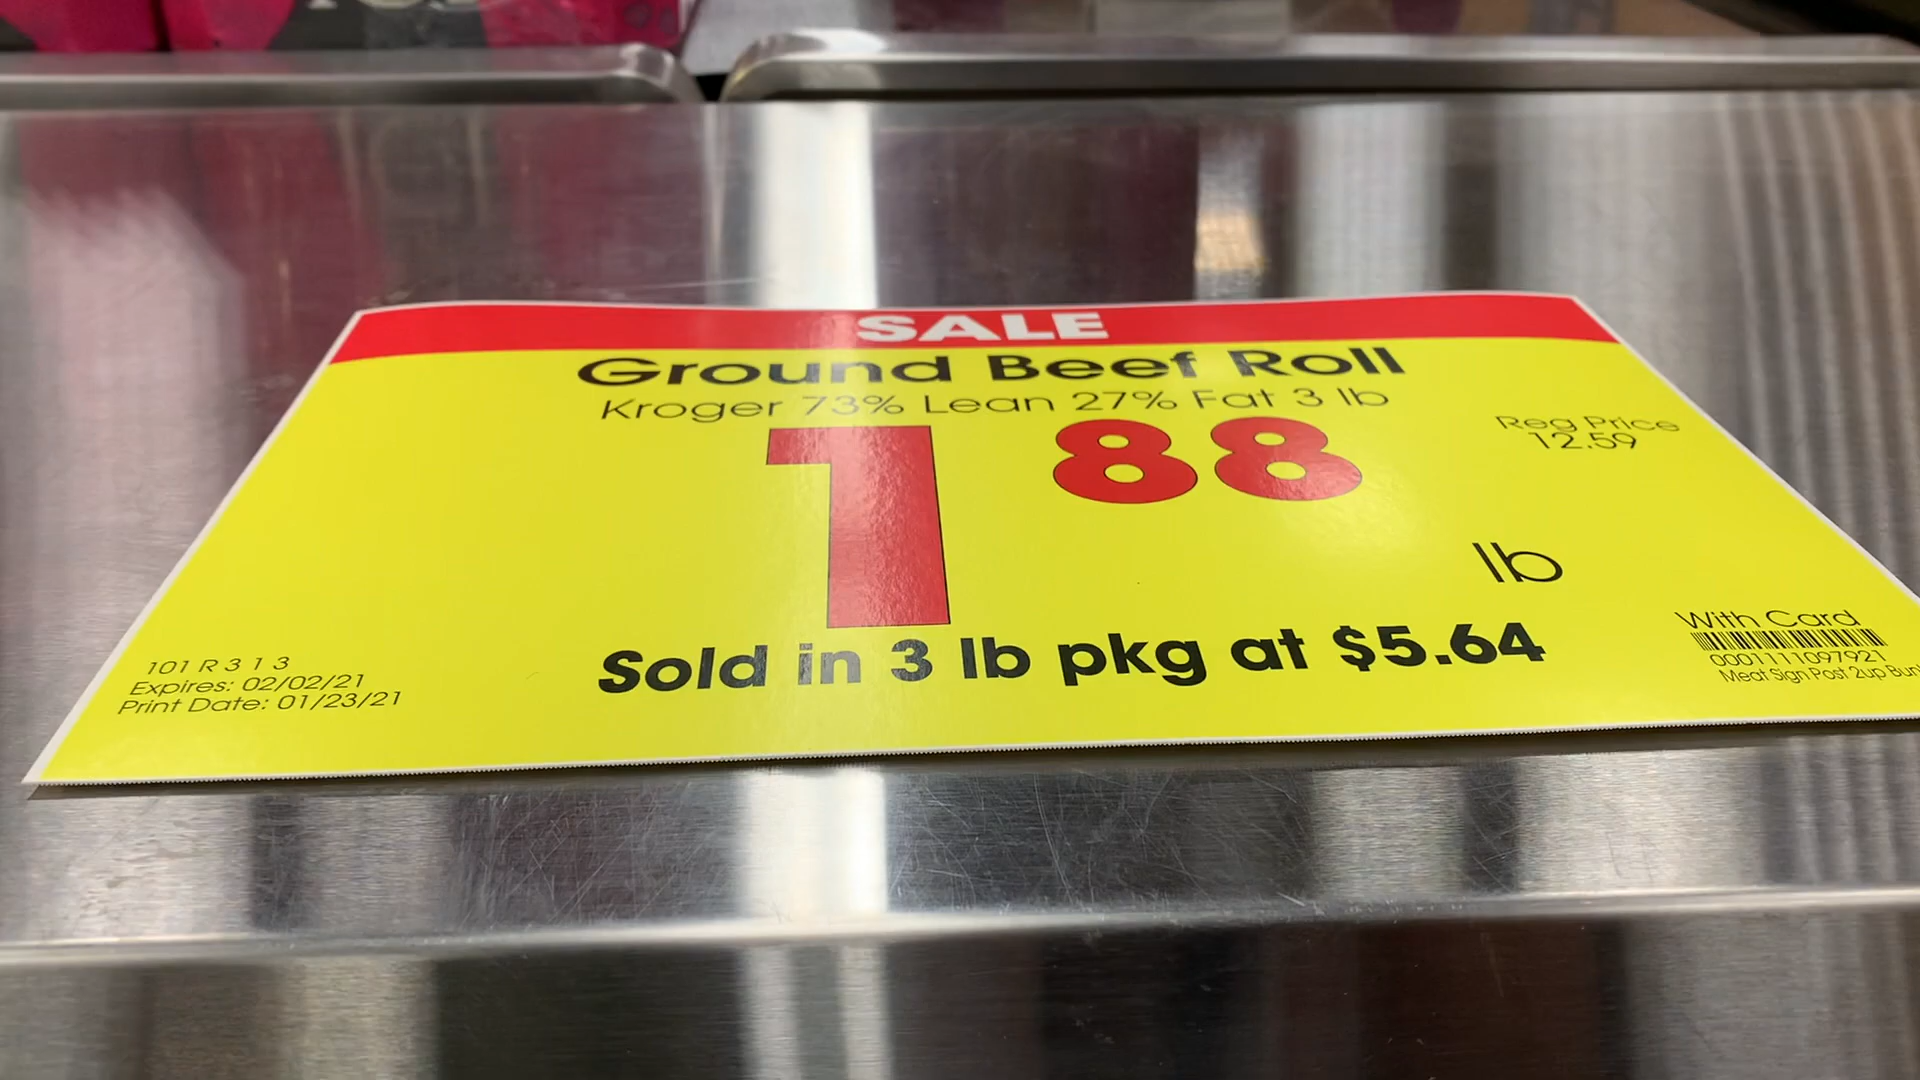 SALE
Ground Beef Roll
Kroger 73% Lean 27% Fat 3 lb
Reg Price
12.59
1 88
lb
Sold in 3 lb pkg at $5.64
101 R 3 1 3
Expires: 02/02/21
Print Date: 01/23/21
With Card
0001111097921
Meat Sign Post 2up